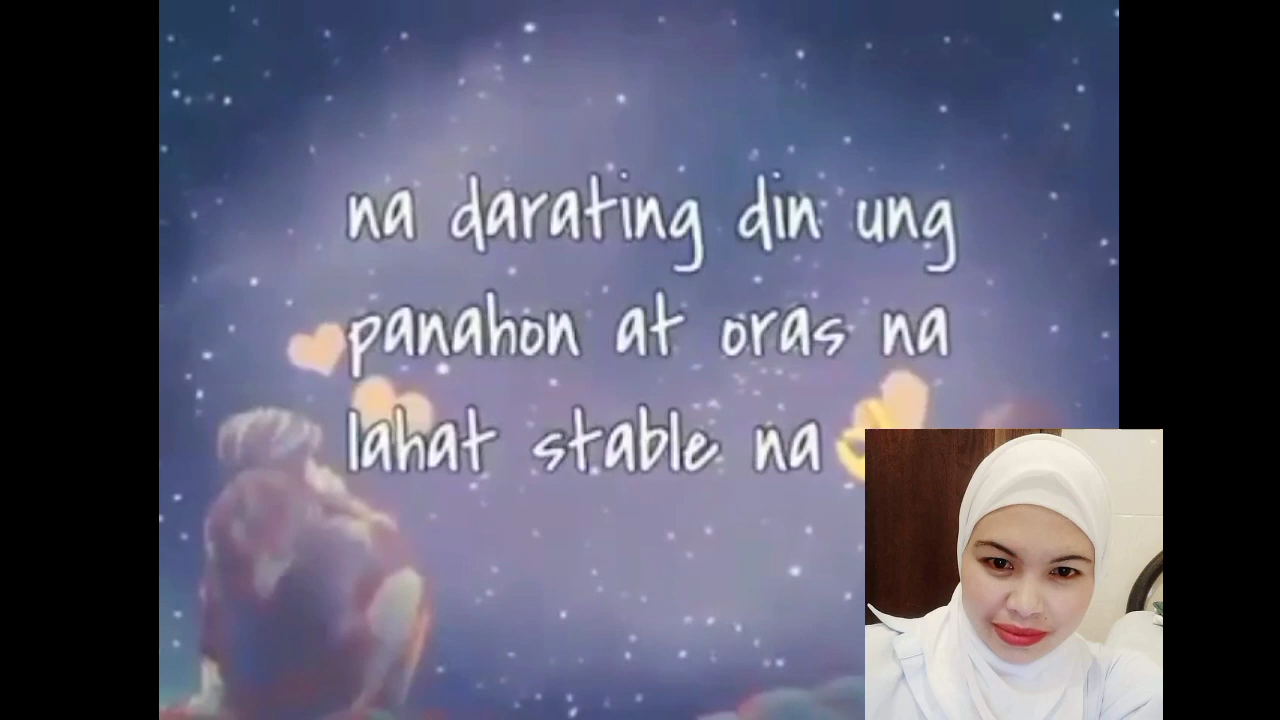 na darating din ung
panahon at oras na
lahat stable na